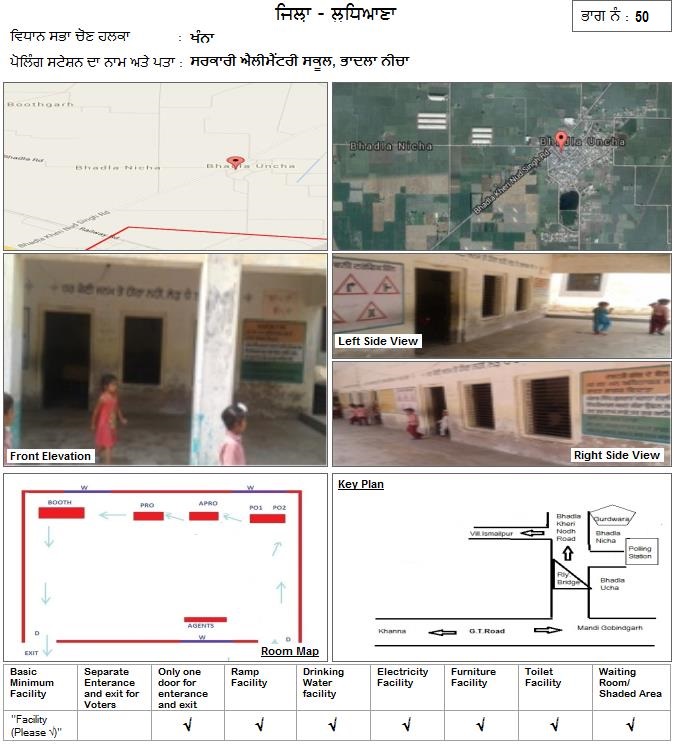 ਜਿਲ੍ਹਾ - ਲੁਧਿਆਣਾ
ਭਾਗ ਨੰ : 50
ਵਿਧਾਨ ਸਭਾ ਚੋਣ ਹਲਕਾ : ਖੰਨਾ
ਪੋਲਿੰਗ ਸਟੇਸ਼ਨ ਦਾ ਨਾਮ ਅਤੇ ਪਤਾ : ਸਰਕਾਰੀ ਐਲੀਮੈਂਟਰੀ ਸਕੂਲ, ਭਾਦਲਾ ਨੀਚਾ
Boothgarh
Bhadla Rd
Bhadla Nicha
Bhadla Uncha
Bhadla Kheri Nud Singh Rd
Railway Rd
Bhadla Nicha
Bhadla Uncha
Bhadla Kheri Nud Singh Rd
Front Elevation
Left Side View
Right Side View
W
W
BOOTH
PRO
APRO
PO1 PO2
AGENTS
D
W
D
EXIT
Room Map
Key Plan
Bhadla
Kheri
Nodh
Road
Gurdwara
Vill.Ismailpur
Bhadla
Nicha
Polling
Station
Rly
Bridge
Bhadla
Ucha
Khanna
G.T.Road
Mandi Gobindgarh
Basic Minimum Facility
Separate Enterance and exit for Voters
Only one door for enterance and exit
Ramp Facility
Drinking Water facility
Electricity Facility
Furniture Facility
Toilet Facility
Waiting Room/ Shaded Area
"Facility (Please √)"
√ √ √ √ √ √ √